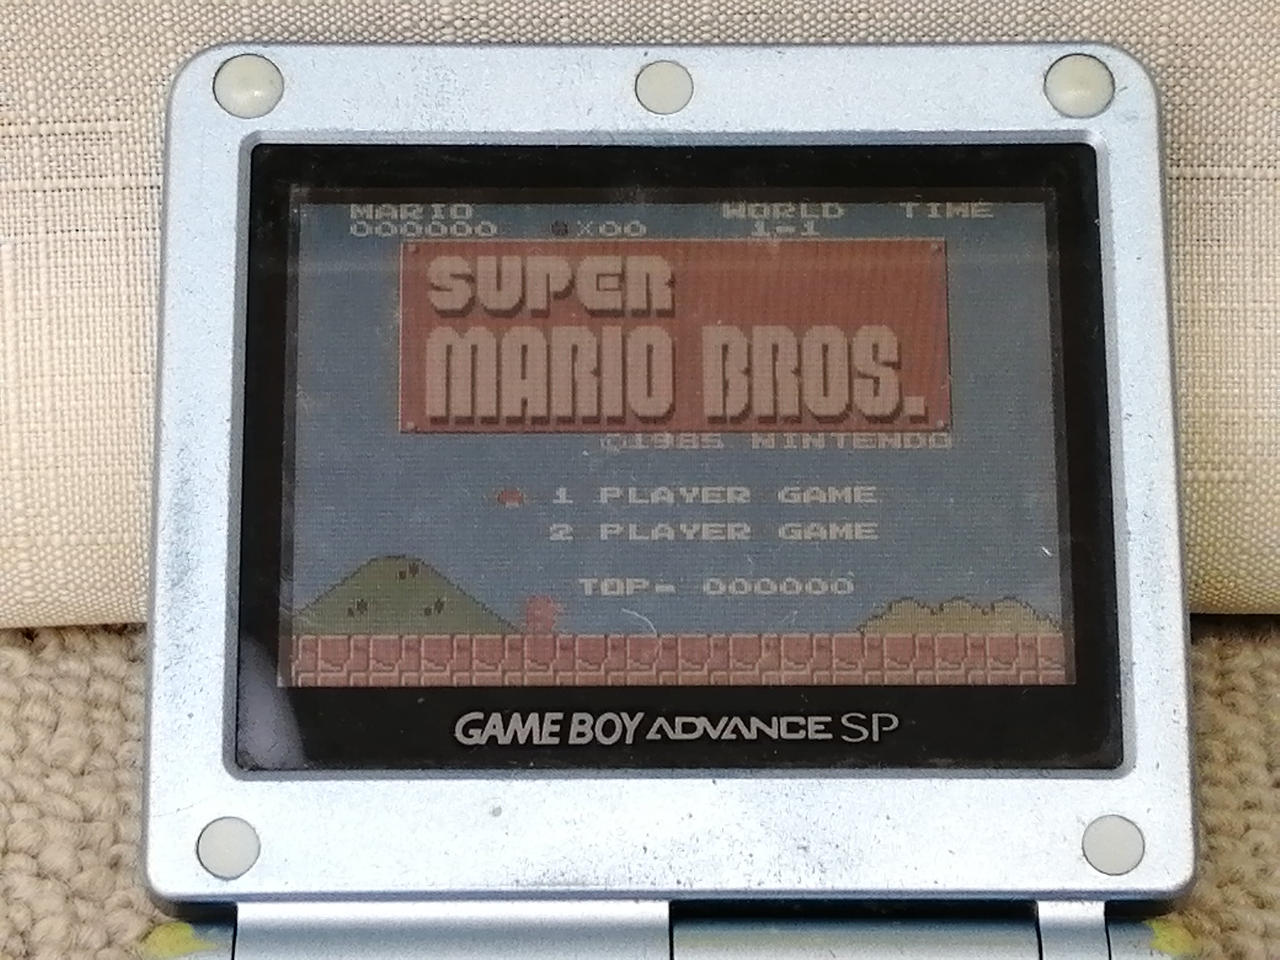 MARIO WORLD TIME
000000 X00 1-1
SUPER
MARIO BROS.
©1985 NINTENDO
1 PLAYER GAME
2 PLAYER GAME
TOP- 000000
GAME BOY ADVANCE SP